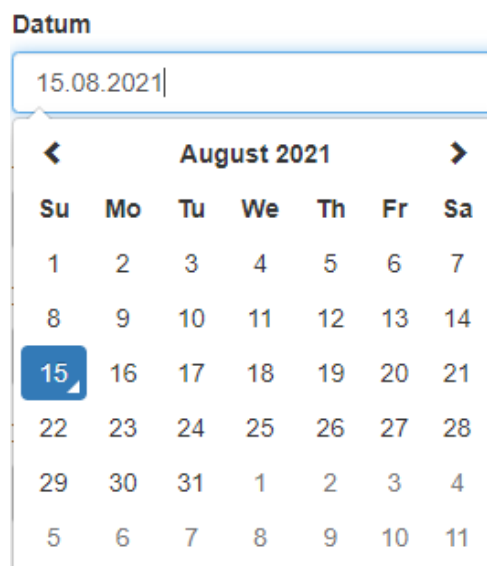 Datum
15.08.2021
August 2021
Su Mo Tu We Th Fr Sa
1 2 3 4 5 6 7
8 9 10 11 12 13 14
15 16 17 18 19 20 21
22 23 24 25 26 27 28
29 30 31 1 2 3 4
5 6 7 8 9 10 11